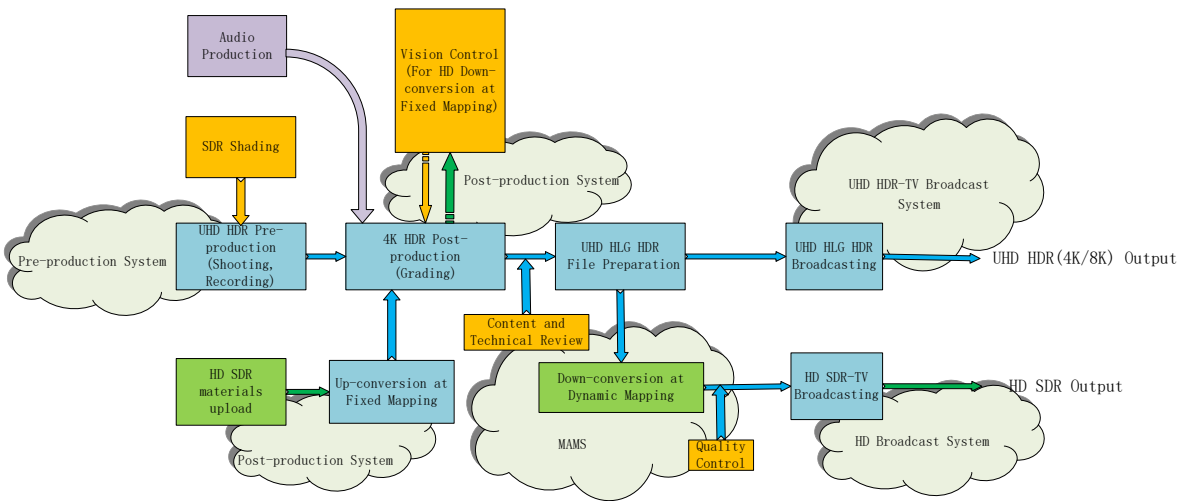 Audio
Production
Vision Control
(For HD Down-
conversion at
Fixed Mapping)
SDR Shading
Post-production System
UHD HDR-TV Broadcast
System
Pre-production System
UHD HDR Pre-
production
(Shooting,
Recording)
4K HDR Post-
production
(Grading)
UHD HLG HDR
File Preparation
UHD HLG HDR
Broadcasting
UHD HDR(4K/8K) Output
Content and
Technical Review
HD SDR
materials
upload
Up-conversion at
Fixed Mapping
Down-conversion at
Dynamic Mapping
HD SDR-TV
Broadcasting
HD SDR Output
Post-production System
MAMS
Quality
Control
HD Broadcast System